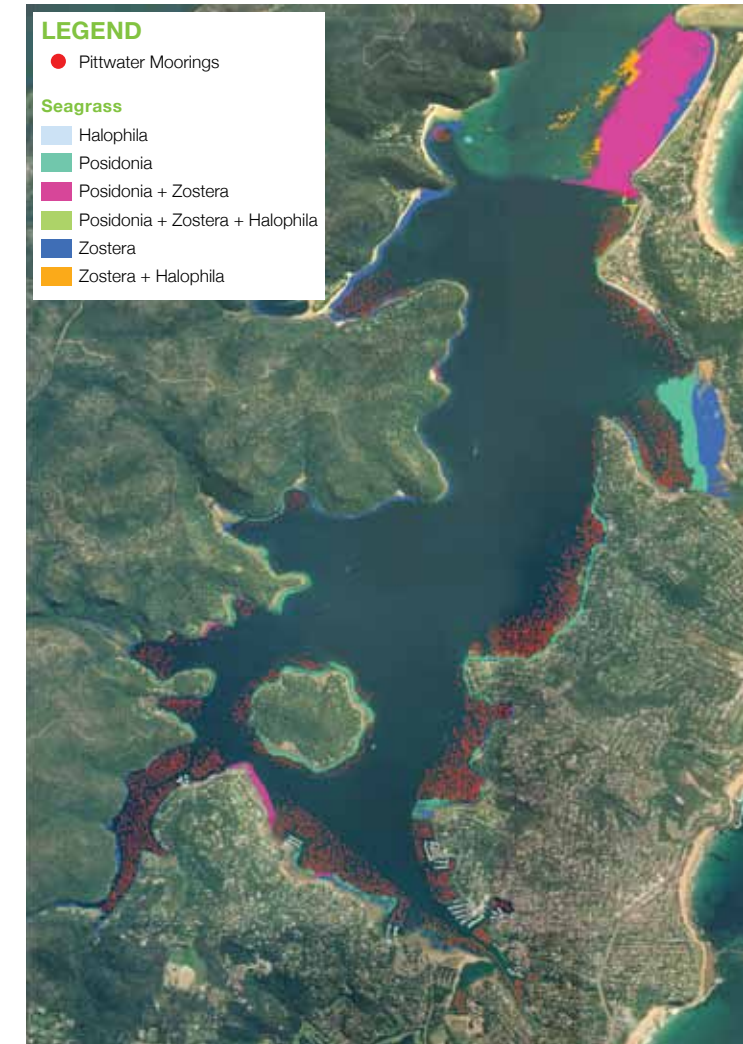 LEGEND
Pittwater Moorings
Seagrass
Halophila
Posidonia
Posidonia + Zostera
Posidonia + Zostera + Halophila
Zostera
Zostera + Halophila